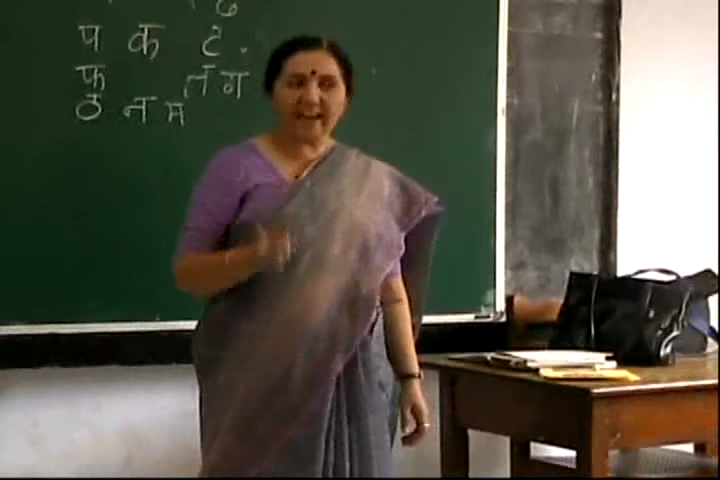 प क ट
फ त ग
ठ न म